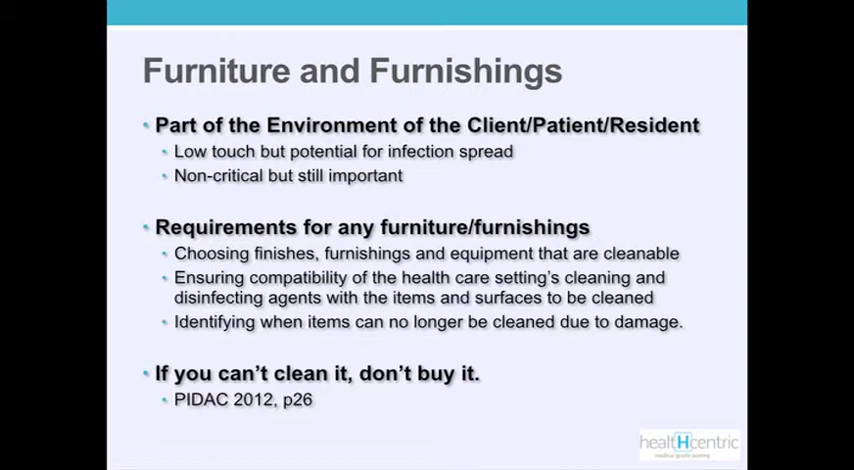 Furniture and Furnishings
• Part of the Environment of the Client/Patient/Resident
• Low touch but potential for infection spread
• Non-critical but still important
• Requirements for any furniture/furnishings
• Choosing finishes, furnishings and equipment that are cleanable
• Ensuring compatibility of the health care setting's cleaning and
disinfecting agents with the items and surfaces to be cleaned
• Identifying when items can no longer be cleaned due to damage.
• If you can't clean it, don't buy it.
• PIDAC 2012, p26
healtHcentric
medical grade seating